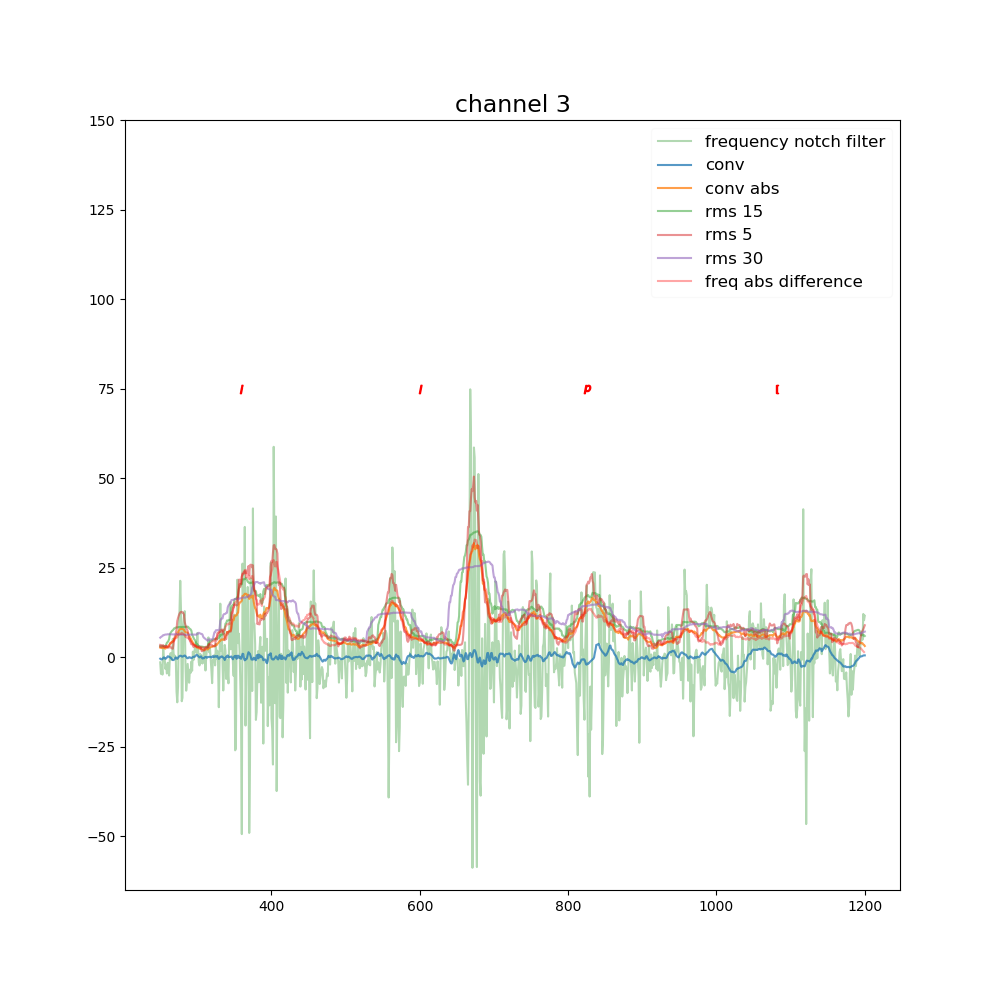 channel 3
150
125
100
75
50
25
0
−25
−50
400
600
800
1000
1200
frequency notch filter
conv
conv abs
rms 15
rms 5
rms 30
freq abs difference
p